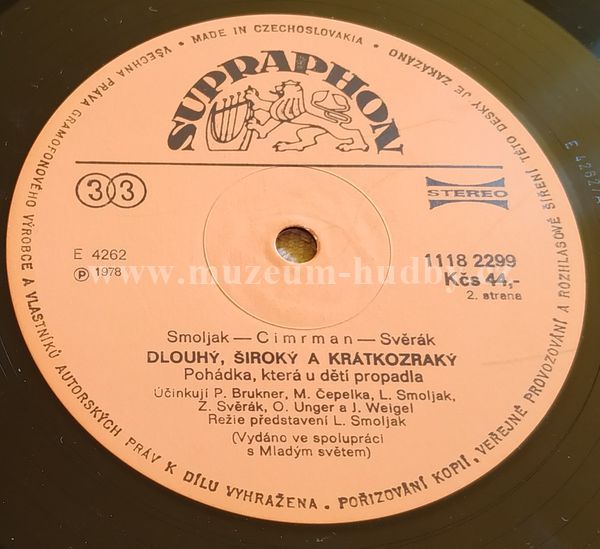 VŠECHNA PRÁVA GRAMOFONOVÉHO VÝROBCE A VLASTNÍKŮ AUTORSKÝCH PRÁV K DÍLU VYHRAŽENA. POŘIZOVÁNÍ KOPIÍ, VEŘEJNÉ PROVOZOVÁNÍ A ROZHLASOVÉ ŠÍŘENÍ TÉTO DESKY JE ZAKÁZÁNO
• MADE IN CZECHOSLOVAKIA •
SUPRAPHON
33
STEREO
E 4262
℗ 1978
1118 2299
Kčs 44,-
2. strana
www.muzeum-hudby.cz
Smoljak — Cimrman — Svěrák
DLOUHÝ, ŠIROKÝ A KRÁTKOZRAKÝ
Pohádka, která u dětí propadla
Účinkují P. Brukner, M. Čepelka, L. Smoljak,
Z. Svěrák, O. Unger a J. Weigel
Režie představení L. Smoljak
(Vydáno ve spolupráci
s Mladým světem)
E 4262/A